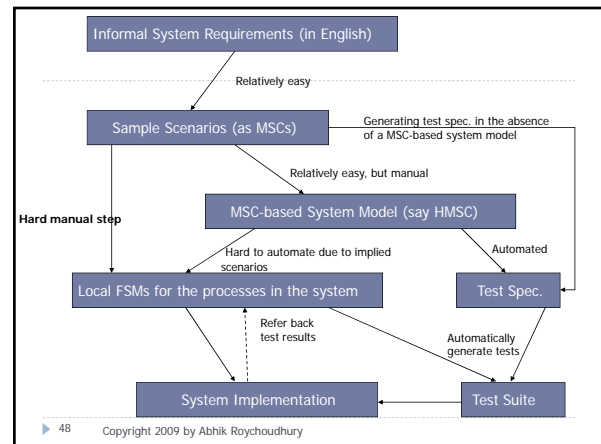 Informal System Requirements (in English)
Relatively easy
Sample Scenarios (as MSCs)
Generating test spec. in the absence
of a MSC-based system model
Relatively easy, but manual
Hard manual step
MSC-based System Model (say HMSC)
Hard to automate due to implied
scenarios
Automated
Local FSMs for the processes in the system
Test Spec.
Refer back
test results
Automatically
generate tests
System Implementation
Test Suite
48
Copyright 2009 by Abhik Roychoudhury